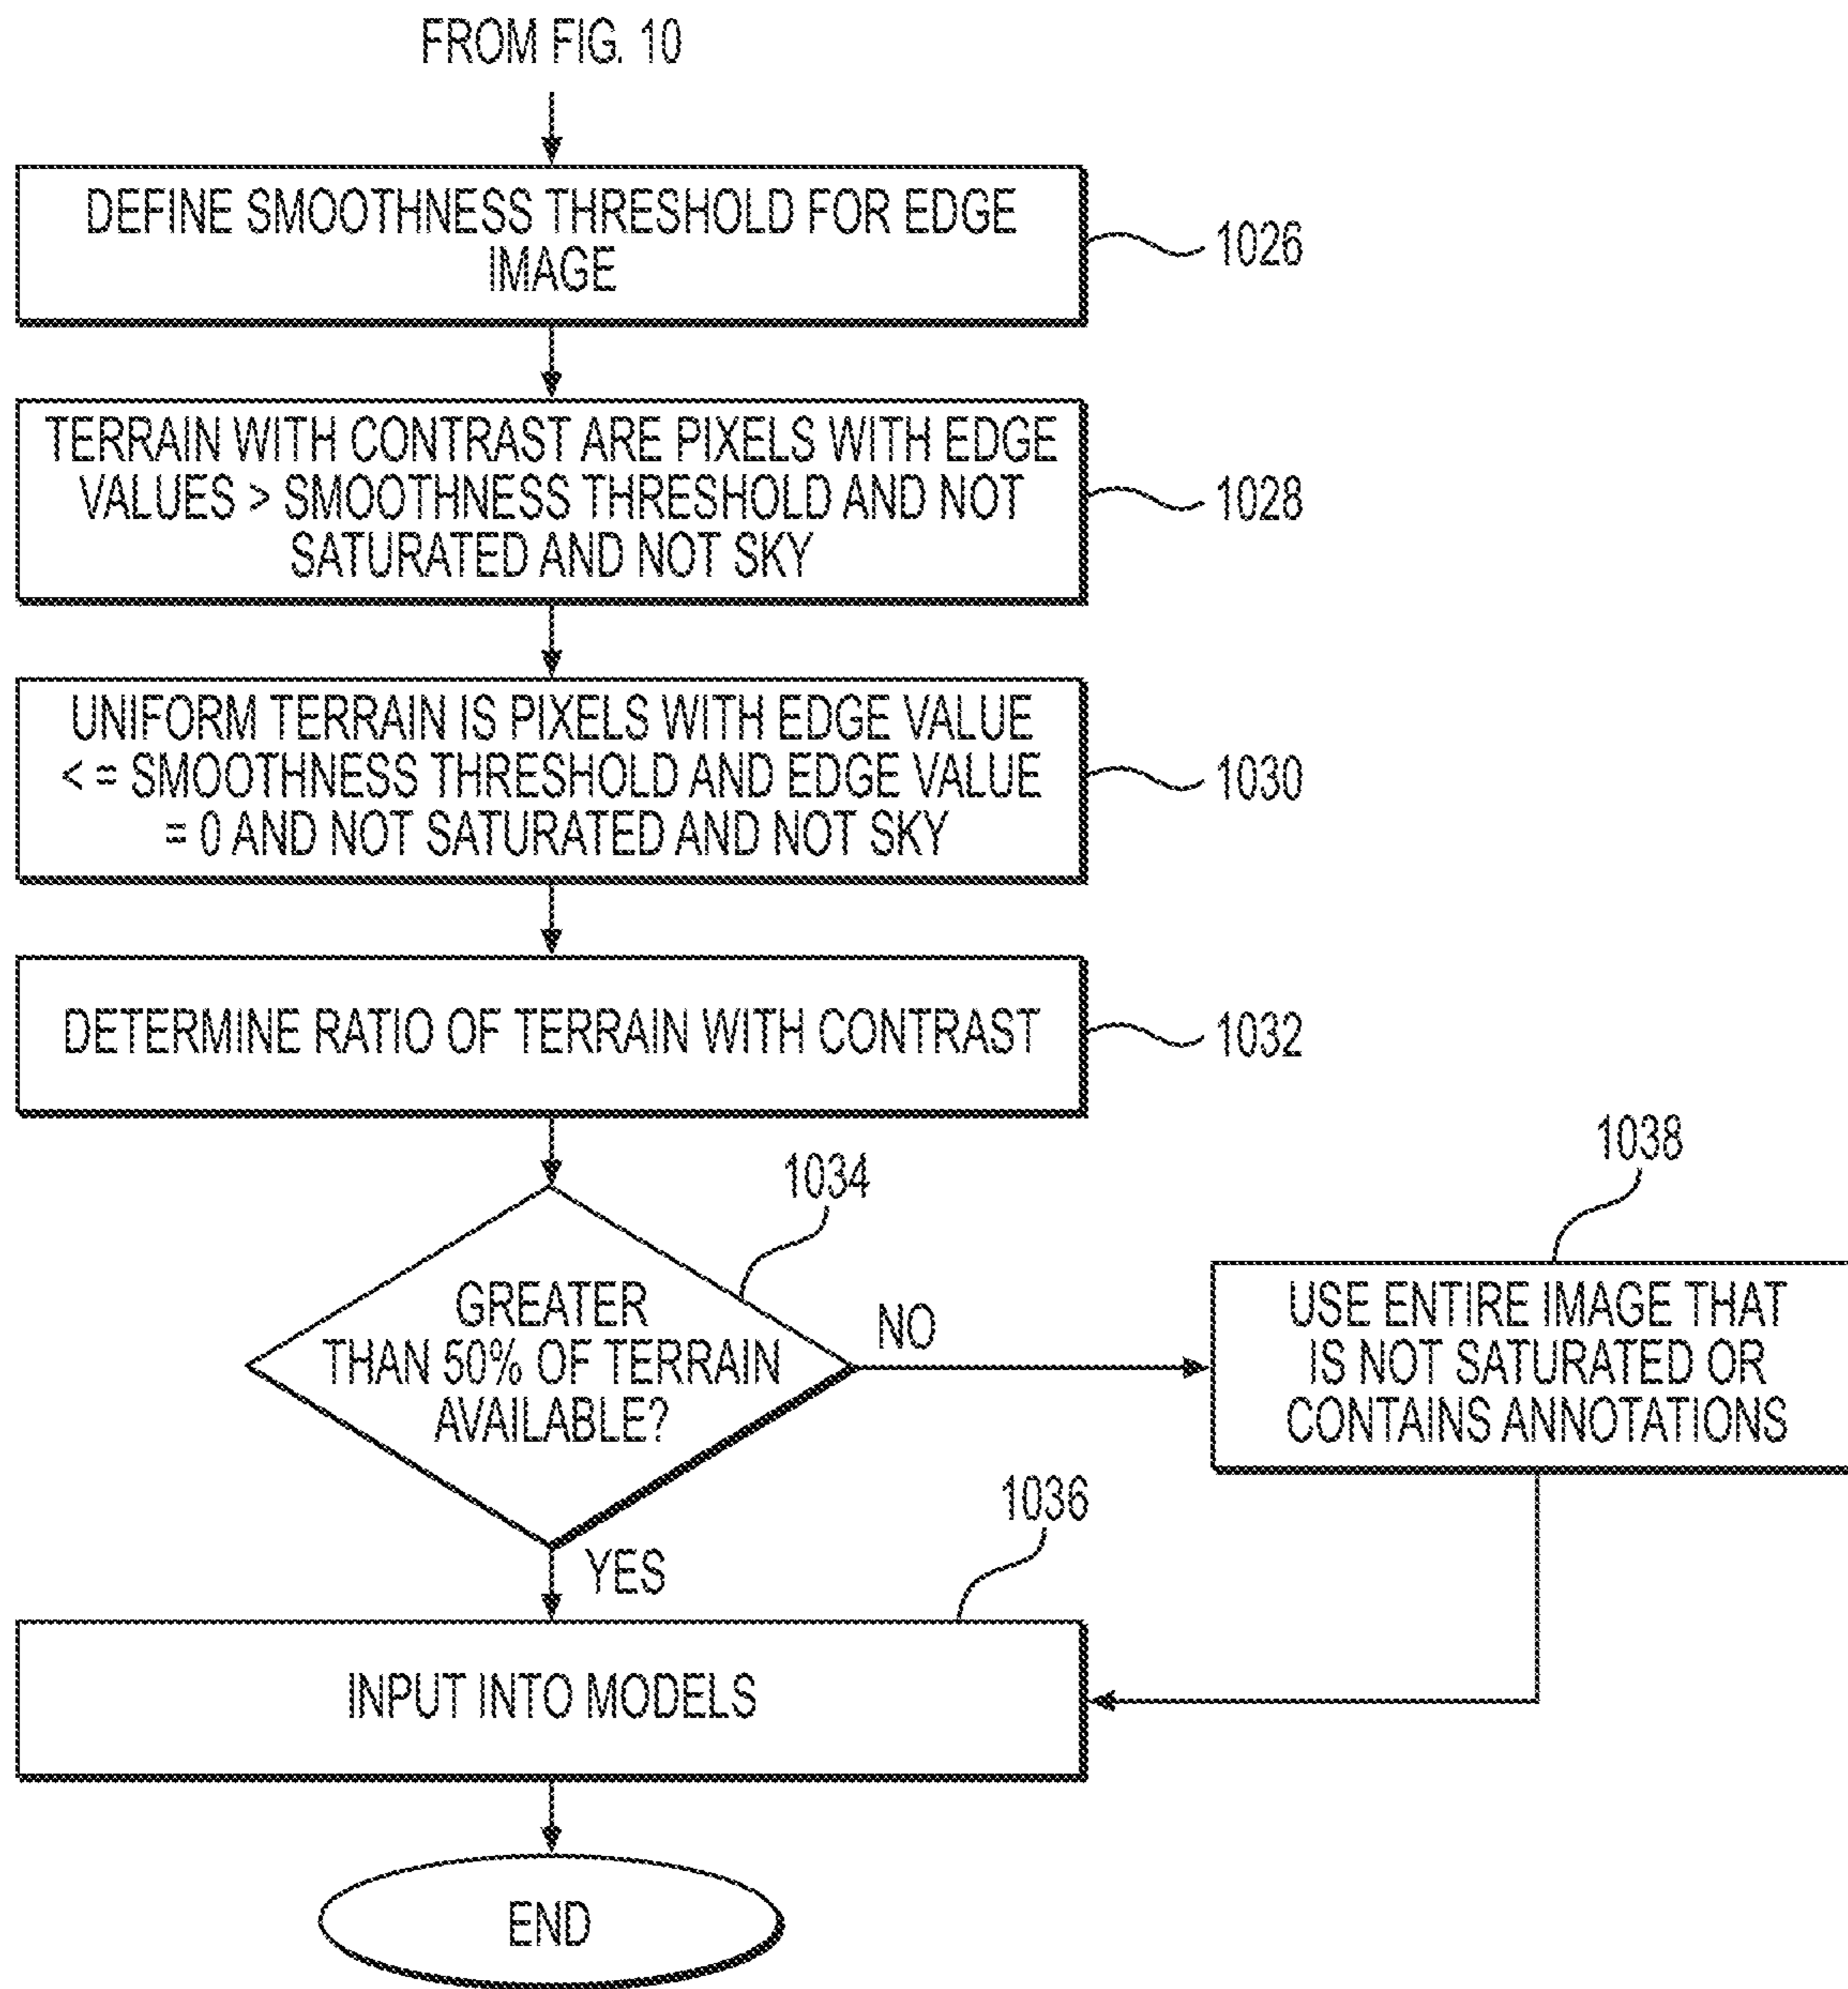 FROM FIG. 10
DEFINE SMOOTHNESS THRESHOLD FOR EDGE
IMAGE
1026
TERRAIN WITH CONTRAST ARE PIXELS WITH EDGE
VALUES > SMOOTHNESS THRESHOLD AND NOT
SATURATED AND NOT SKY
1028
UNIFORM TERRAIN IS PIXELS WITH EDGE VALUE
< = SMOOTHNESS THRESHOLD AND EDGE VALUE
= 0 AND NOT SATURATED AND NOT SKY
1030
DETERMINE RATIO OF TERRAIN WITH CONTRAST
1032
1034
GREATER
THAN 50% OF TERRAIN
AVAILABLE?
NO
1038
USE ENTIRE IMAGE THAT
IS NOT SATURATED OR
CONTAINS ANNOTATIONS
YES
1036
INPUT INTO MODELS
END